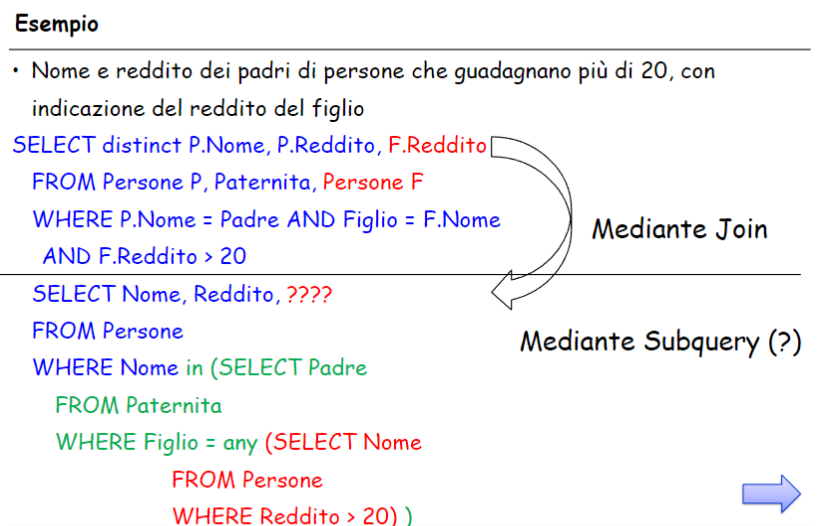 Esempio
• Nome e reddito dei padri di persone che guadagnano più di 20, con
indicazione del reddito del figlio
SELECT distinct P.Nome, P.Reddito, F.Reddito
FROM Persone P, Paternita, Persone F
WHERE P.Nome = Padre AND Figlio = F.Nome
AND F.Reddito > 20
Mediante Join
SELECT Nome, Reddito, ????
FROM Persone
WHERE Nome in (SELECT Padre
FROM Paternita
WHERE Figlio = any (SELECT Nome
FROM Persone
WHERE Reddito > 20) )
Mediante Subquery (?)